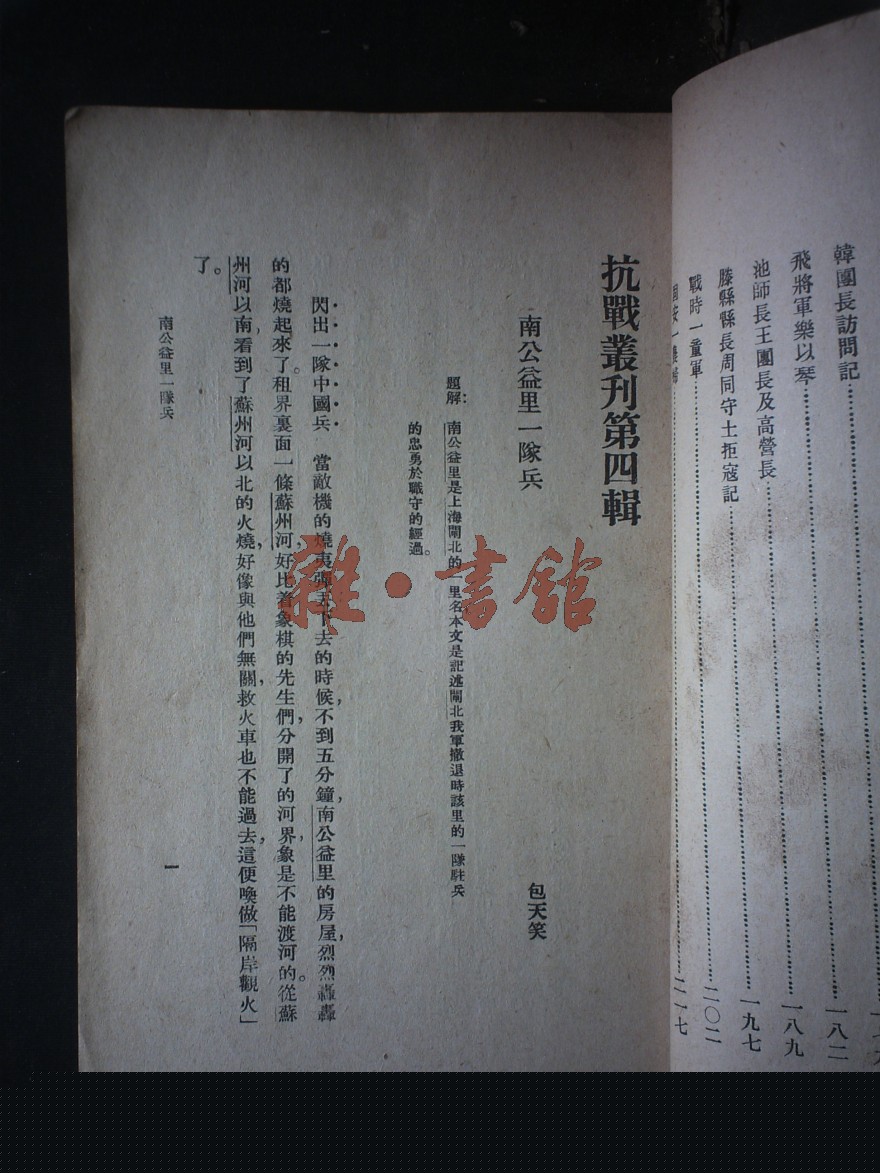 韓團長訪問記……一八二
飛將軍樂以琴……一八九
池師長王團長及高營長……一九七
滕縣縣長周同守土拒寇記……二〇二
戰時一童軍……二一七
抗戰叢刊第四輯
南公益里一隊兵
包天笑
題解：南公益里是上海閘北的一里名本文是記述閘北我軍撤退時該里的一隊駐兵
的忠勇於職守的經過。
閃出一隊中國兵　當敵機的燒夷彈丟下去的時候，不到五分鐘，南公益里的房屋，烈烈轟轟
的都燒起來了。租界裏面一條蘇州河，好比着象棋的先生們，分開了的河界，象是不能渡河的。從蘇
州河以南，看到了蘇州河以北的火燒，好像與他們無關，救火車也不能過去，這便喚做「隔岸觀火」
了。
南公益里一隊兵
一
雜·書館